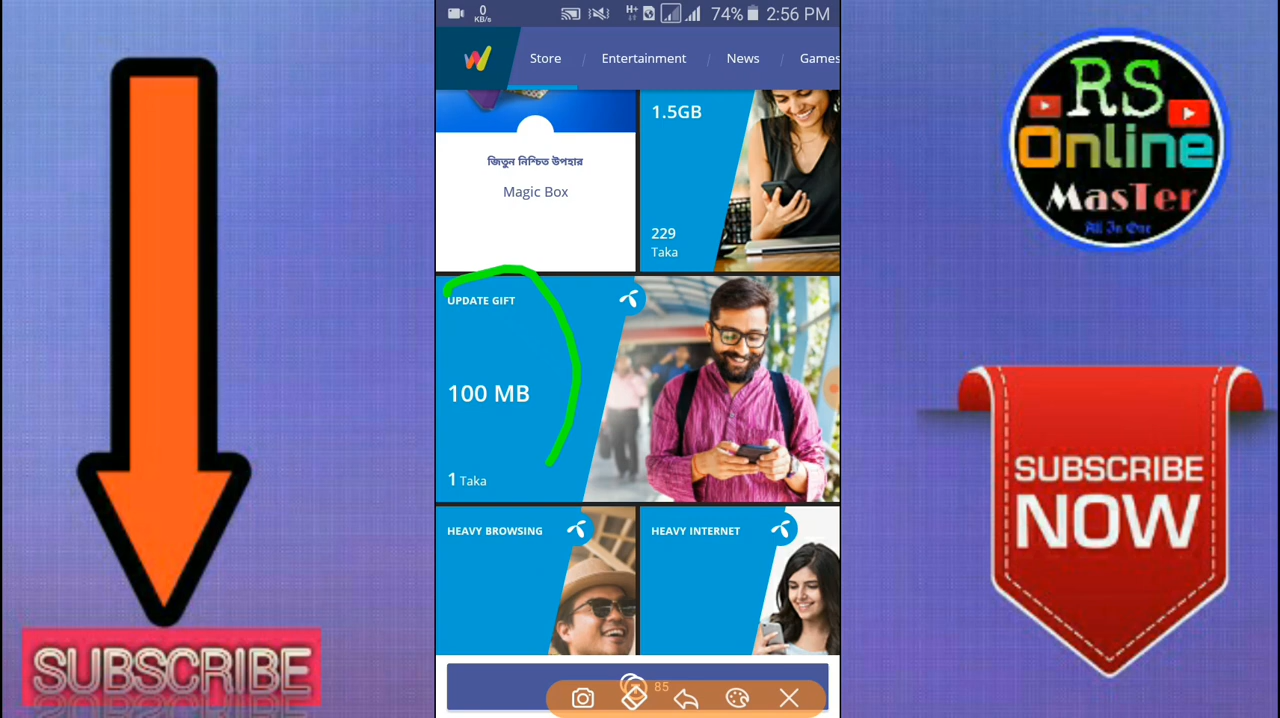 0
KB/s
H+
74%
2:56 PM
Store
Entertainment
News
Games
জিতুন নিশ্চিত উপহার
Magic Box
1.5GB
229
Taka
UPDATE GIFT
100 MB
1 Taka
HEAVY BROWSING
HEAVY INTERNET
85
SUBSCRIBE
RS
Online
MasTer
All In One
SUBSCRIBE
NOW